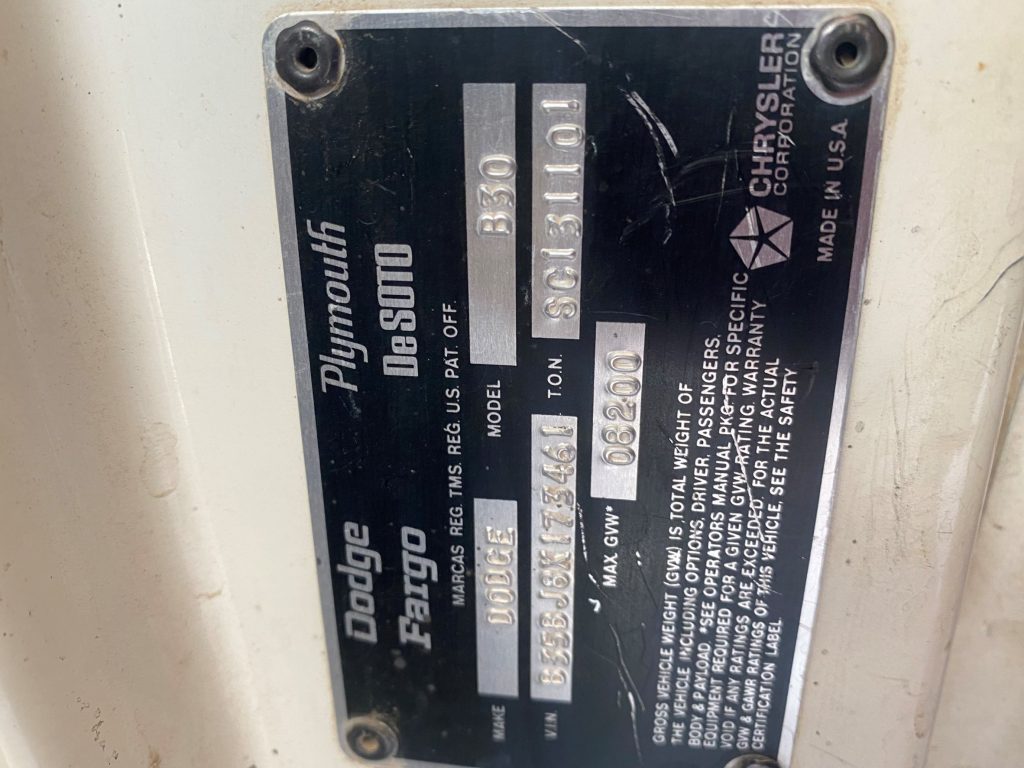 Dodge Plymouth
Fargo DeSOTO
MARCAS REG. TMS. REG. U.S. PAT. OFF.
MAKE DODGE MODEL B30
VIN B35BJ8K173461 T.O.N. SC131101
MAX. GVW* 08200
GROSS VEHICLE WEIGHT (GVW) IS TOTAL WEIGHT OF
THE VEHICLE INCLUDING OPTIONS, DRIVER, PASSENGERS,
BODY & PAYLOAD. *SEE OPERATORS MANUAL PKG FOR SPECIFIC
EQUIPMENT REQUIRED FOR A GIVEN GVW RATING. WARRANTY
VOID IF ANY RATINGS ARE EXCEEDED. FOR THE ACTUAL
GVW & GAWR RATINGS OF THIS VEHICLE, SEE THE SAFETY
CERTIFICATION LABEL
CHRYSLER
CORPORATION
MADE IN U.S.A.